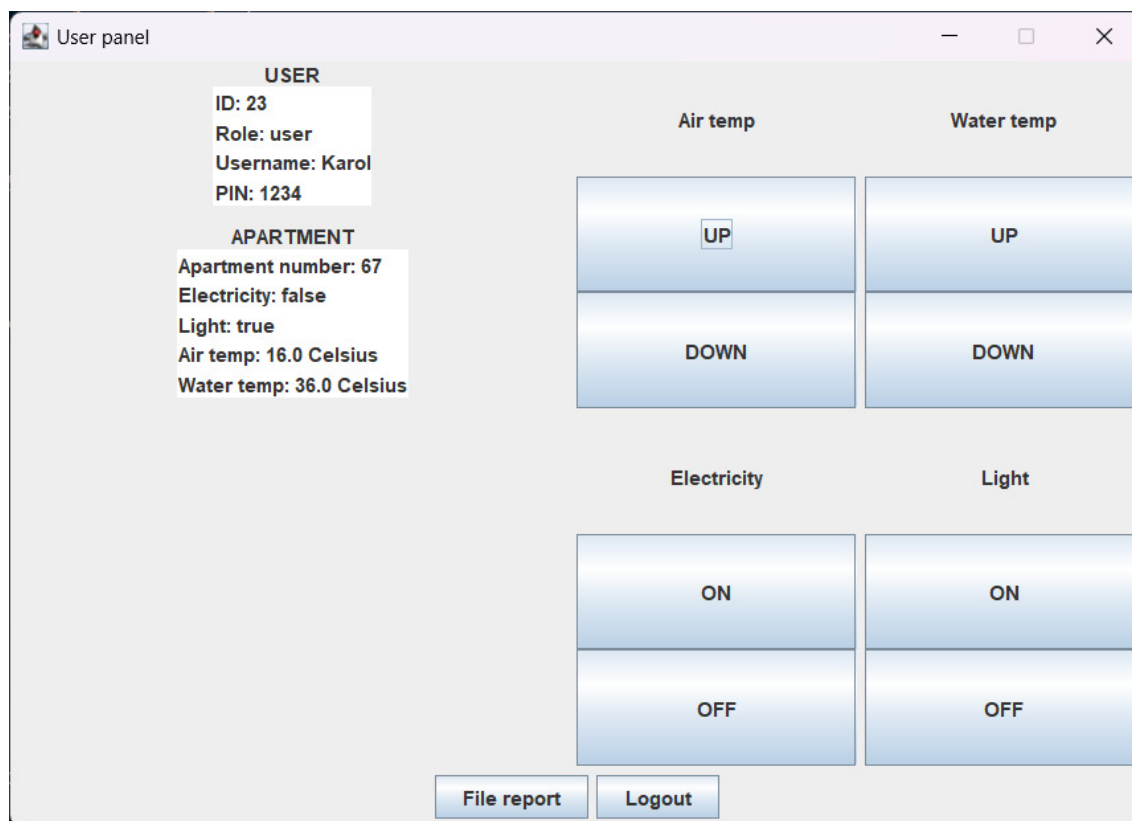 User panel
USER
ID: 23
Role: user
Username: Karol
PIN: 1234
APARTMENT
Apartment number: 67
Electricity: false
Light: true
Air temp: 16.0 Celsius
Water temp: 36.0 Celsius
Air temp Water temp
UP UP
DOWN DOWN
Electricity Light
ON ON
OFF OFF
File report Logout